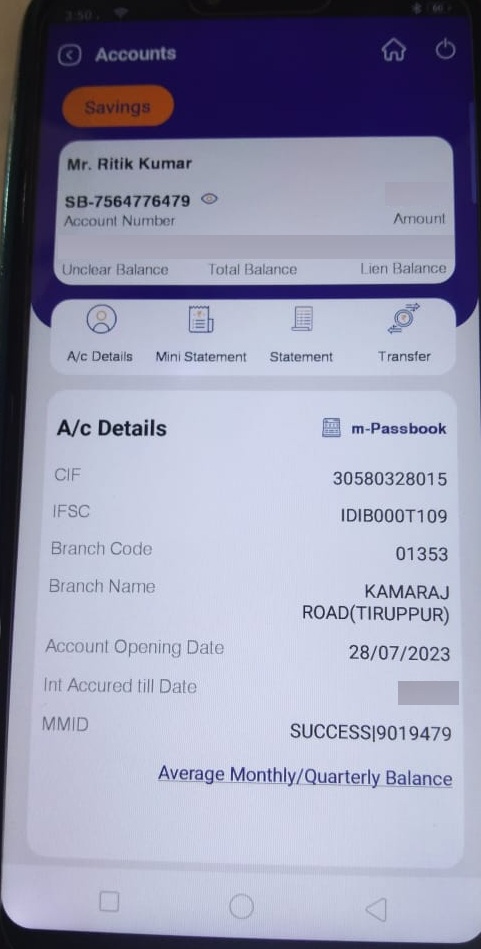 3:50
Accounts
Savings
Mr. Ritik Kumar
SB-7564776479
Account Number
Amount
Unclear Balance Total Balance Lien Balance
A/c Details Mini Statement Statement Transfer
A/c Details m-Passbook
CIF 30580328015
IFSC IDIB000T109
Branch Code 01353
Branch Name KAMARAJ
ROAD(TIRUPPUR)
Account Opening Date 28/07/2023
Int Accured till Date
MMID SUCCESS|9019479
Average Monthly/Quarterly Balance